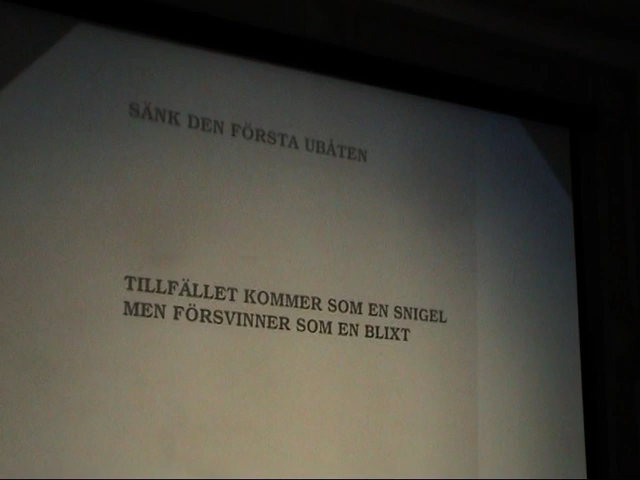 SÄNK DEN FÖRSTA UBÅTEN
TILLFÄLLET KOMMER SOM EN SNIGEL
MEN FÖRSVINNER SOM EN BLIXT